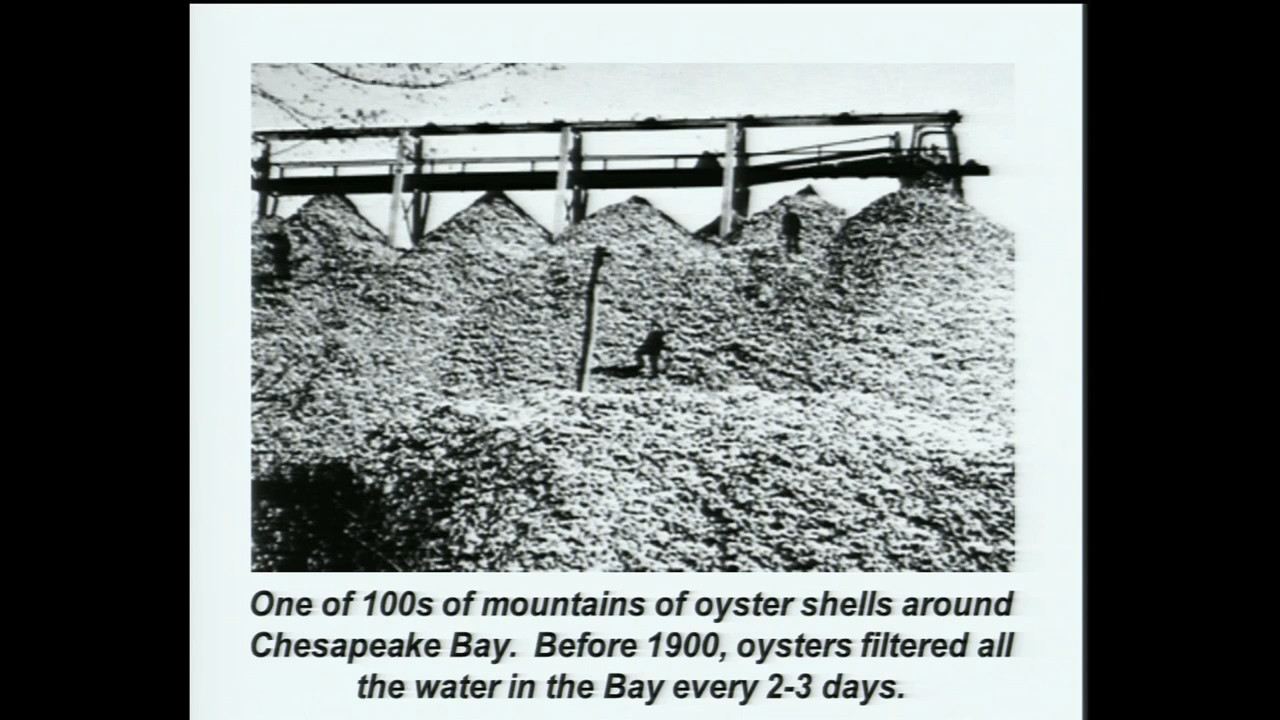 One of 100s of mountains of oyster shells around
Chesapeake Bay.  Before 1900, oysters filtered all
the water in the Bay every 2-3 days.